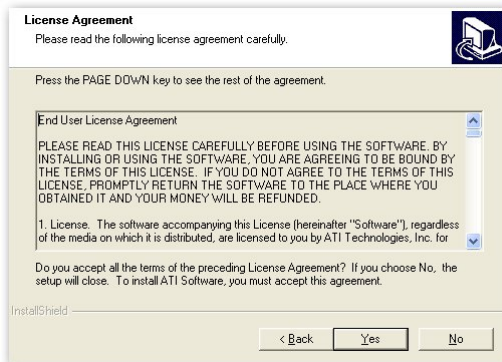 License Agreement
Please read the following license agreement carefully.
Press the PAGE DOWN key to see the rest of the agreement.
End User License Agreement
PLEASE READ THIS LICENSE CAREFULLY BEFORE USING THE SOFTWARE. BY
INSTALLING OR USING THE SOFTWARE, YOU ARE AGREEING TO BE BOUND BY
THE TERMS OF THIS LICENSE. IF YOU DO NOT AGREE TO THE TERMS OF THIS
LICENSE, PROMPTLY RETURN THE SOFTWARE TO THE PLACE WHERE YOU
OBTAINED IT AND YOUR MONEY WILL BE REFUNDED.
1. License. The software accompanying this License (hereinafter "Software"), regardless
of the media on which it is distributed, are licensed to you by ATI Technologies, Inc. for
Do you accept all the terms of the preceding License Agreement? If you choose No, the
setup will close. To install ATI Software, you must accept this agreement.
InstallShield
< Back
Yes
No